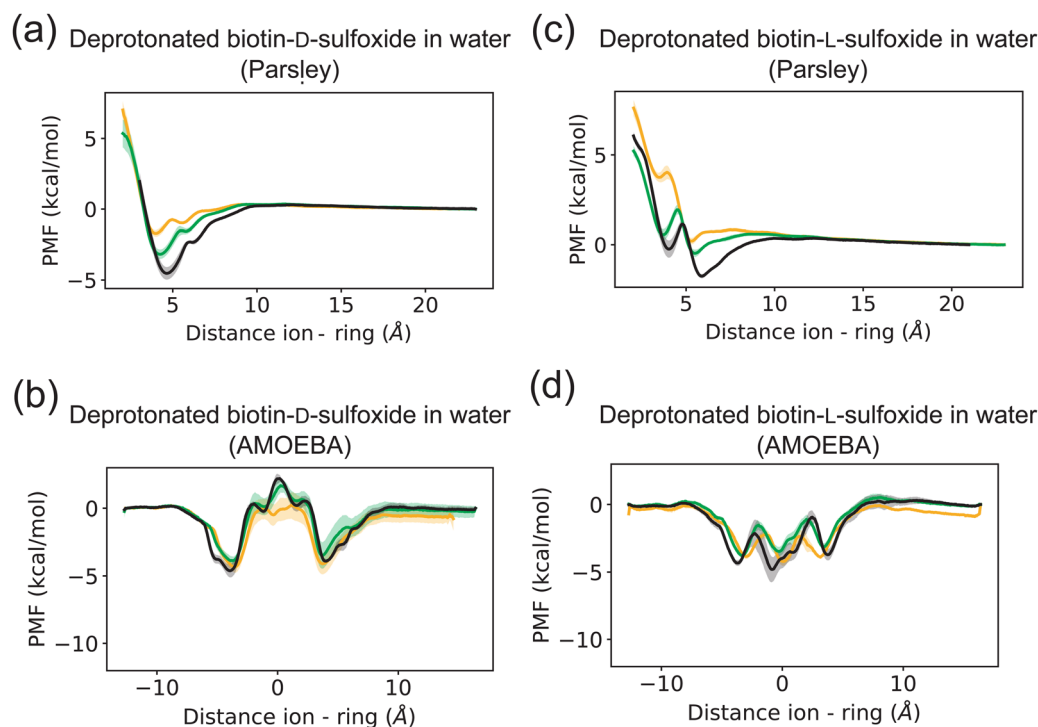 (a)
Deprotonated biotin-D-sulfoxide in water
(Parsley)
PMF (kcal/mol)
5
0
−5
5
10
15
20
Distance ion - ring (Å)
(c)
Deprotonated biotin-L-sulfoxide in water
(Parsley)
PMF (kcal/mol)
5
0
5
10
15
20
Distance ion - ring (Å)
(b)
Deprotonated biotin-D-sulfoxide in water
(AMOEBA)
PMF (kcal/mol)
0
−5
−10
−10
0
10
Distance ion - ring (Å)
(d)
Deprotonated biotin-L-sulfoxide in water
(AMOEBA)
PMF (kcal/mol)
0
−5
−10
−10
0
10
Distance ion - ring (Å)